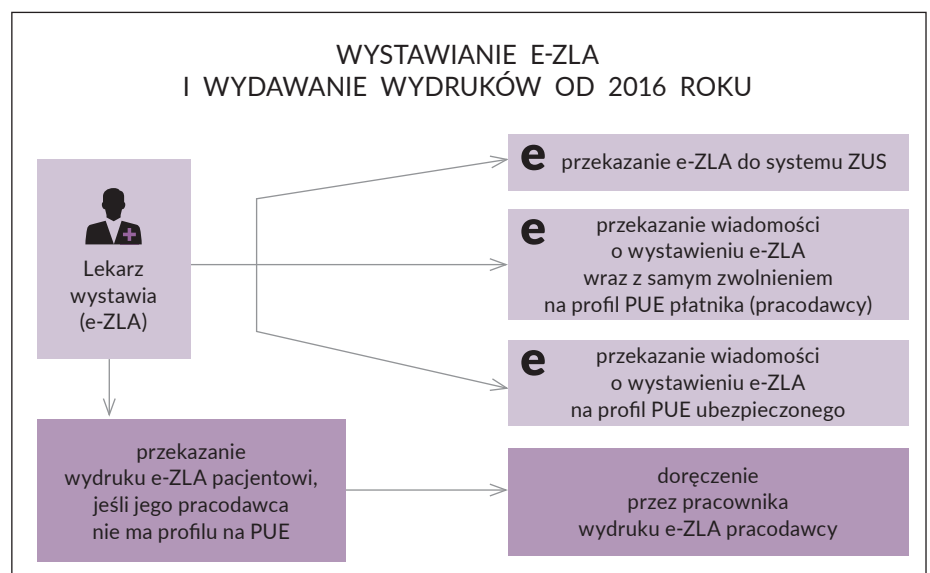 WYSTAWIANIE E-ZLA
I WYDAWANIE WYDRUKÓW OD 2016 ROKU
Lekarz
wystawia
(e-ZLA)
e przekazanie e-ZLA do systemu ZUS
e przekazanie wiadomości
o wystawieniu e-ZLA
wraz z samym zwolnieniem
na profil PUE płatnika (pracodawcy)
e przekazanie wiadomości
o wystawieniu e-ZLA
na profil PUE ubezpieczonego
przekazanie
wydruku e-ZLA pacjentowi,
jeśli jego pracodawca
nie ma profilu na PUE
doręczenie
przez pracownika
wydruku e-ZLA pracodawcy